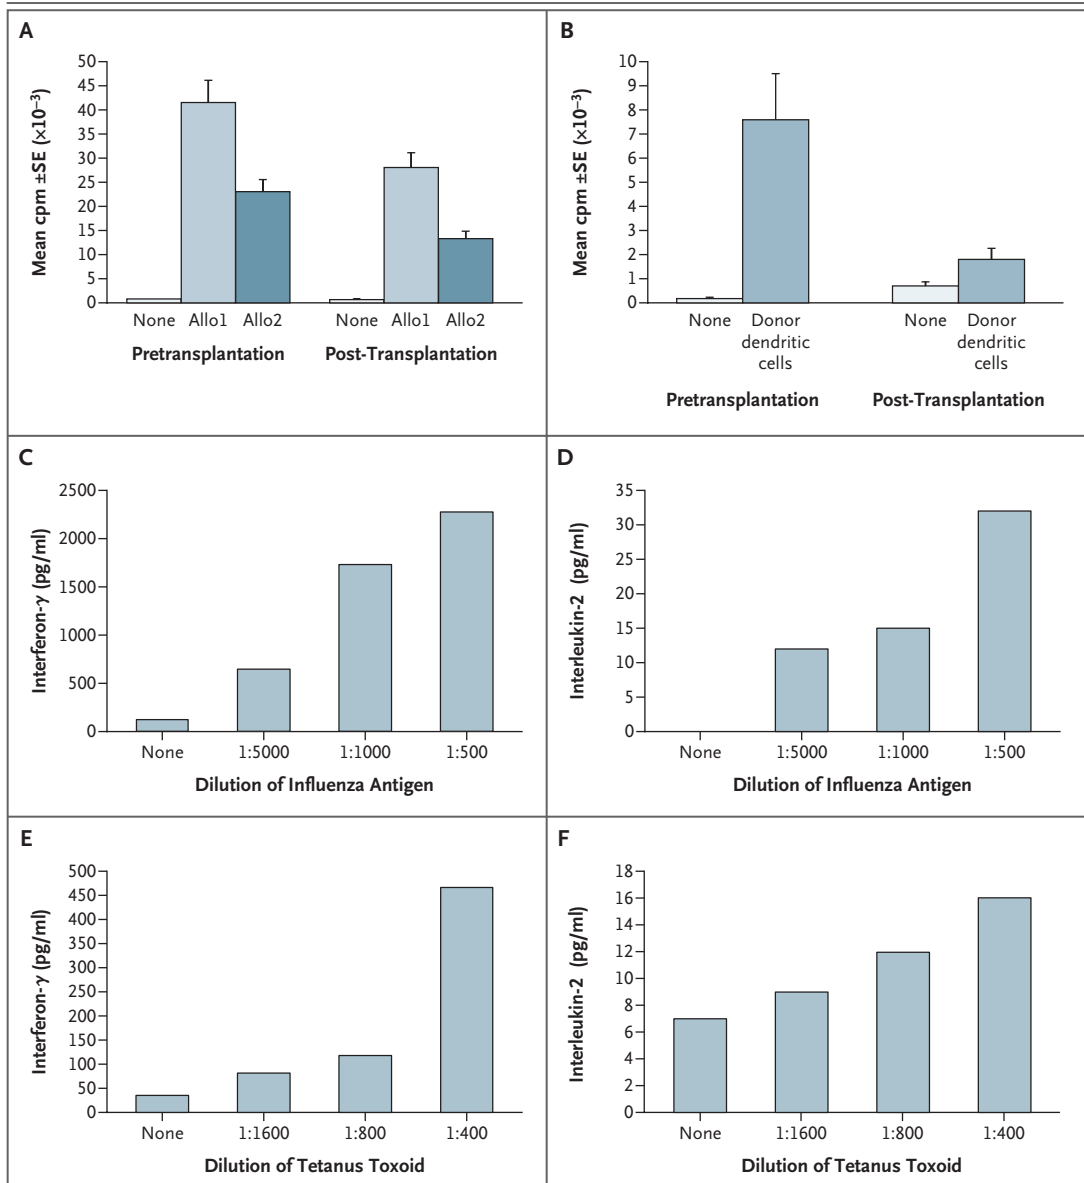 A
Mean cpm ±SE (×10⁻³)
50
45
40
35
30
25
20
15
10
5
0
None Allo1 Allo2
None Allo1 Allo2
Pretransplantation
Post-Transplantation
B
Mean cpm ±SE (×10⁻³)
10
9
8
7
6
5
4
3
2
1
0
None
Donor
dendritic
cells
None
Donor
dendritic
cells
Pretransplantation
Post-Transplantation
C
Interferon-γ (pg/ml)
2500
2000
1500
1000
500
0
None 1:5000 1:1000 1:500
Dilution of Influenza Antigen
D
Interleukin-2 (pg/ml)
35
30
25
20
15
10
5
0
None 1:5000 1:1000 1:500
Dilution of Influenza Antigen
E
Interferon-γ (pg/ml)
500
450
400
350
300
250
200
150
100
50
0
None 1:1600 1:800 1:400
Dilution of Tetanus Toxoid
F
Interleukin-2 (pg/ml)
18
16
14
12
10
8
6
4
2
0
None 1:1600 1:800 1:400
Dilution of Tetanus Toxoid